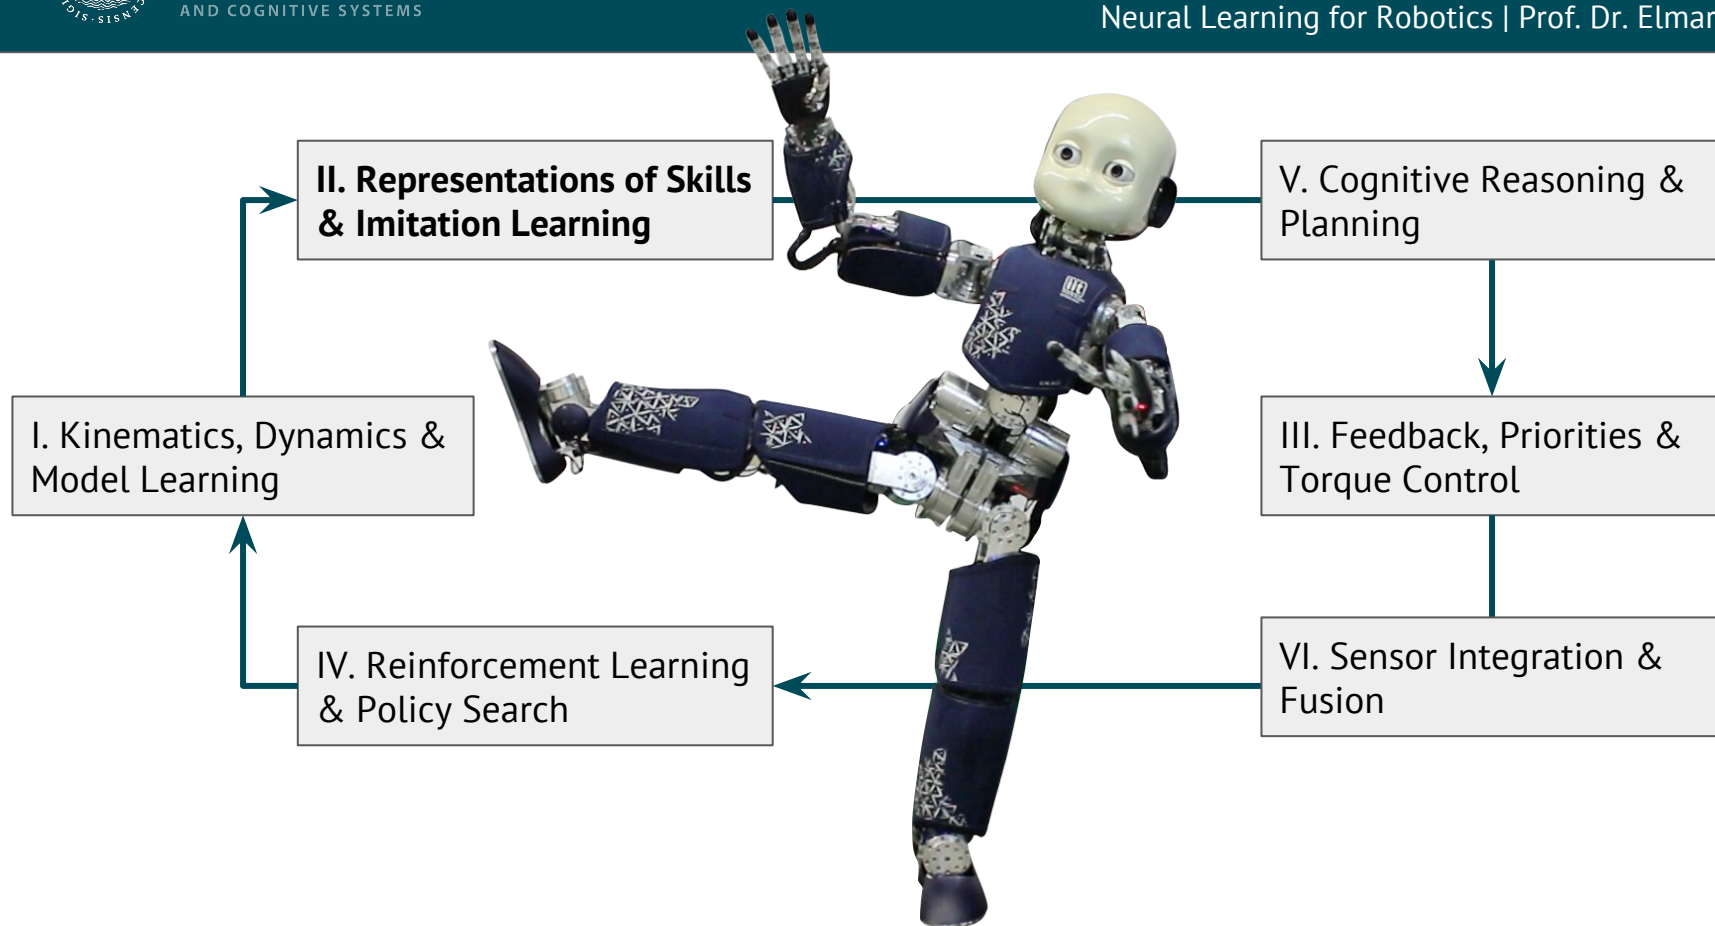 AND COGNITIVE SYSTEMS
Neural Learning for Robotics | Prof. Dr. Elmar
II. Representations of Skills
& Imitation Learning
V. Cognitive Reasoning &
Planning
I. Kinematics, Dynamics &
Model Learning
III. Feedback, Priorities &
Torque Control
IV. Reinforcement Learning
& Policy Search
VI. Sensor Integration &
Fusion